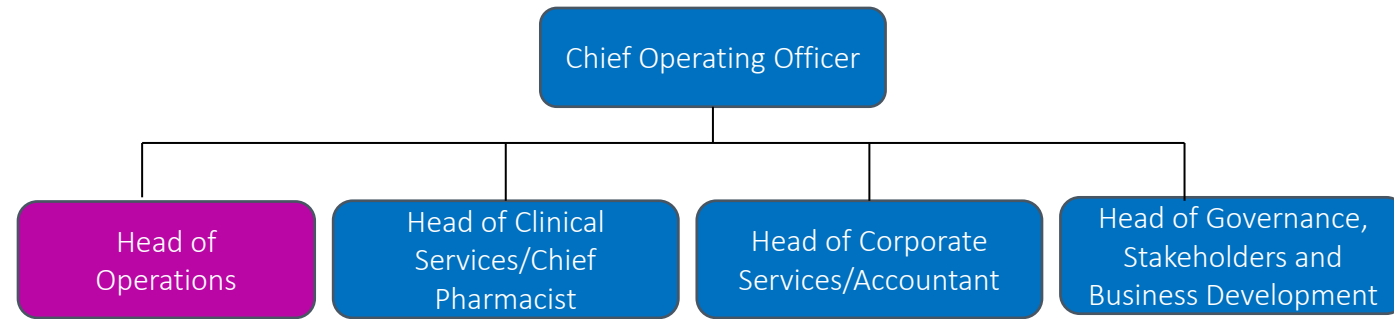 Chief Operating Officer
Head of
Operations
Head of Clinical
Services/Chief
Pharmacist
Head of Corporate
Services/Accountant
Head of Governance,
Stakeholders and
Business Development